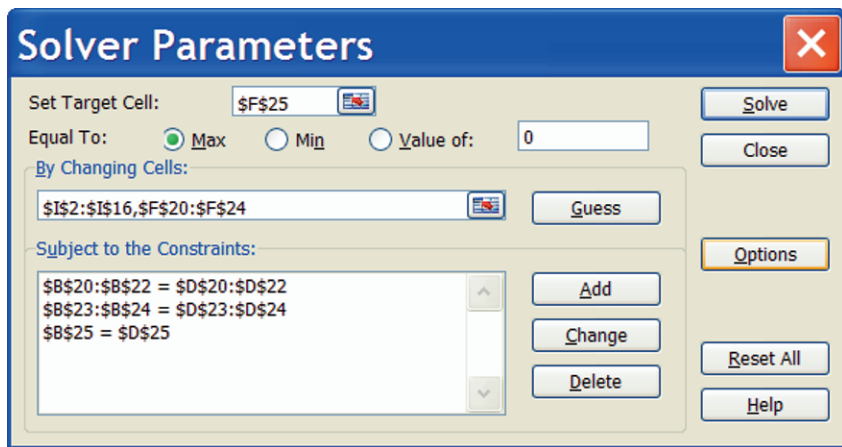 Solver Parameters
Set Target Cell: $F$25 Solve
Equal To: Max Min Value of: 0 Close
By Changing Cells:
$I$2:$I$16,$F$20:$F$24 Guess
Subject to the Constraints: Options
$B$20:$B$22 = $D$20:$D$22 Add
$B$23:$B$24 = $D$23:$D$24
$B$25 = $D$25 Change
Reset All
Delete
Help